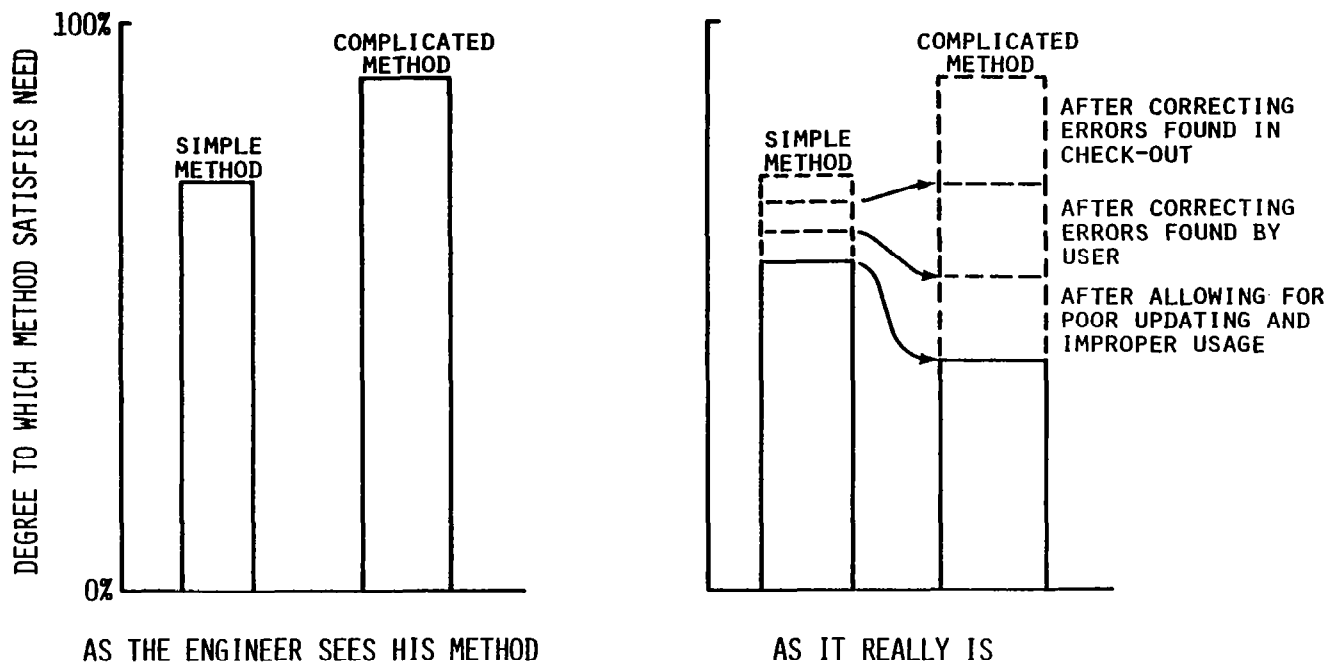 DEGREE TO WHICH METHOD SATISFIES NEED
100%
0%
SIMPLE
METHOD
COMPLICATED
METHOD
AS THE ENGINEER SEES HIS METHOD
SIMPLE
METHOD
COMPLICATED
METHOD
AFTER CORRECTING
ERRORS FOUND IN
CHECK-OUT
AFTER CORRECTING
ERRORS FOUND BY
USER
AFTER ALLOWING FOR
POOR UPDATING AND
IMPROPER USAGE
AS IT REALLY IS